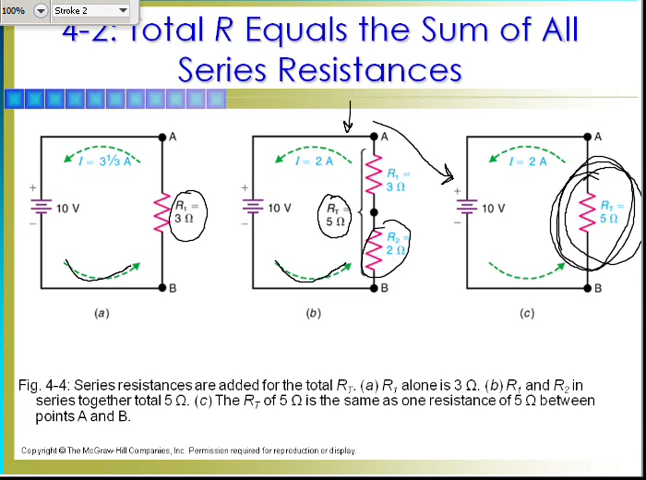 100%
Stroke 2
4-2: Total R Equals the Sum of All
Series Resistances
A
I = 3⅓ A
+
10 V
−
R₁ =
3 Ω
B
(a)
A
I = 2 A
+
10 V
−
R₁ =
3 Ω
R_T =
5 Ω
R₂ =
2 Ω
B
(b)
A
I = 2 A
+
10 V
−
R_T =
5 Ω
B
(c)
Fig. 4-4: Series resistances are added for the total R_T. (a) R₁ alone is 3 Ω. (b) R₁ and R₂ in
series together total 5 Ω. (c) The R_T of 5 Ω is the same as one resistance of 5 Ω between
points A and B.
Copyright © The McGraw-Hill Companies, Inc. Permission required for reproduction or display.